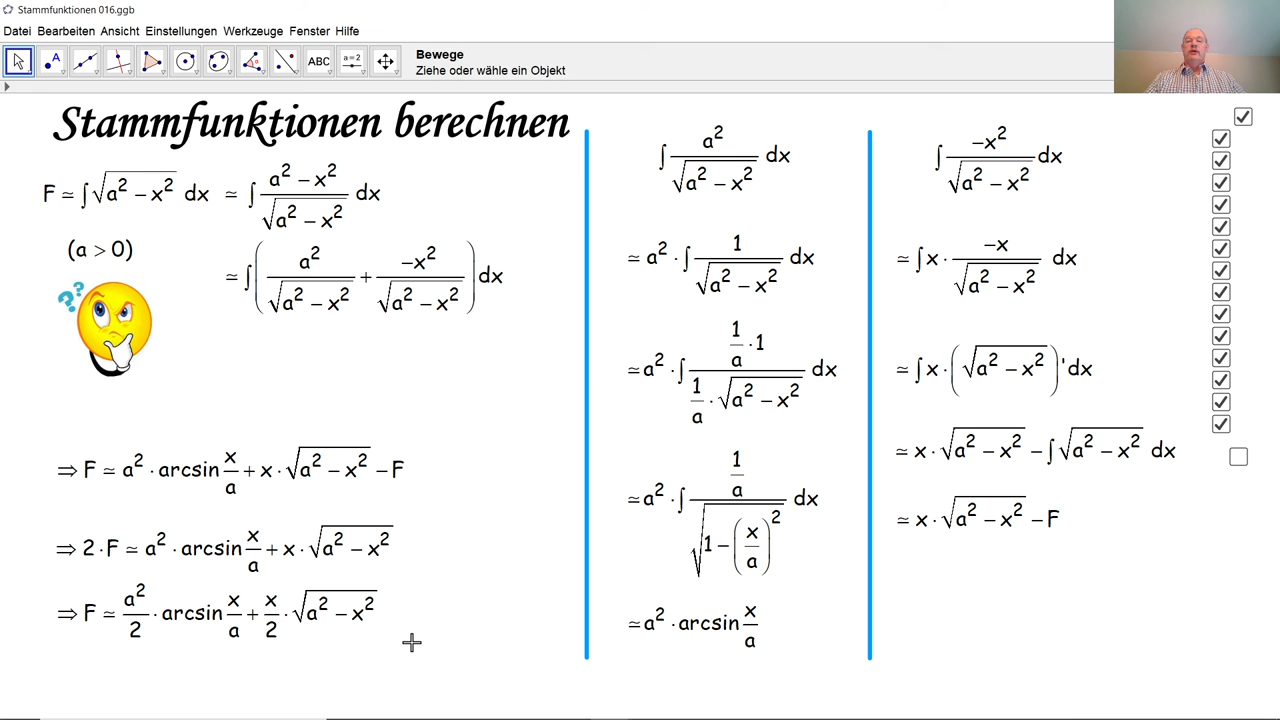 Stammfunktionen 016.ggb
Datei Bearbeiten Ansicht Einstellungen Werkzeuge Fenster Hilfe
A
ABC
a=2
Bewege
Ziehe oder wähle ein Objekt
Stammfunktionen berechnen
F ≃ ∫√(a² − x²) dx ≃ ∫ (a² − x²)/√(a² − x²) dx
(a > 0)
≃ ∫( a²/√(a² − x²) + −x²/√(a² − x²) ) dx
??
⇒ F ≃ a² · arcsin x/a + x · √(a² − x²) − F
⇒ 2 · F ≃ a² · arcsin x/a + x · √(a² − x²)
⇒ F ≃ a²/2 · arcsin x/a + x/2 · √(a² − x²)
∫ a²/√(a² − x²) dx
≃ a² · ∫ 1/√(a² − x²) dx
≃ a² · ∫ (1/a · 1)/(1/a · √(a² − x²)) dx
≃ a² · ∫ (1/a)/√(1 − (x/a)²) dx
≃ a² · arcsin x/a
∫ −x²/√(a² − x²) dx
≃ ∫ x · −x/√(a² − x²) dx
≃ ∫ x · (√(a² − x²))' dx
≃ x · √(a² − x²) − ∫√(a² − x²) dx
≃ x · √(a² − x²) − F